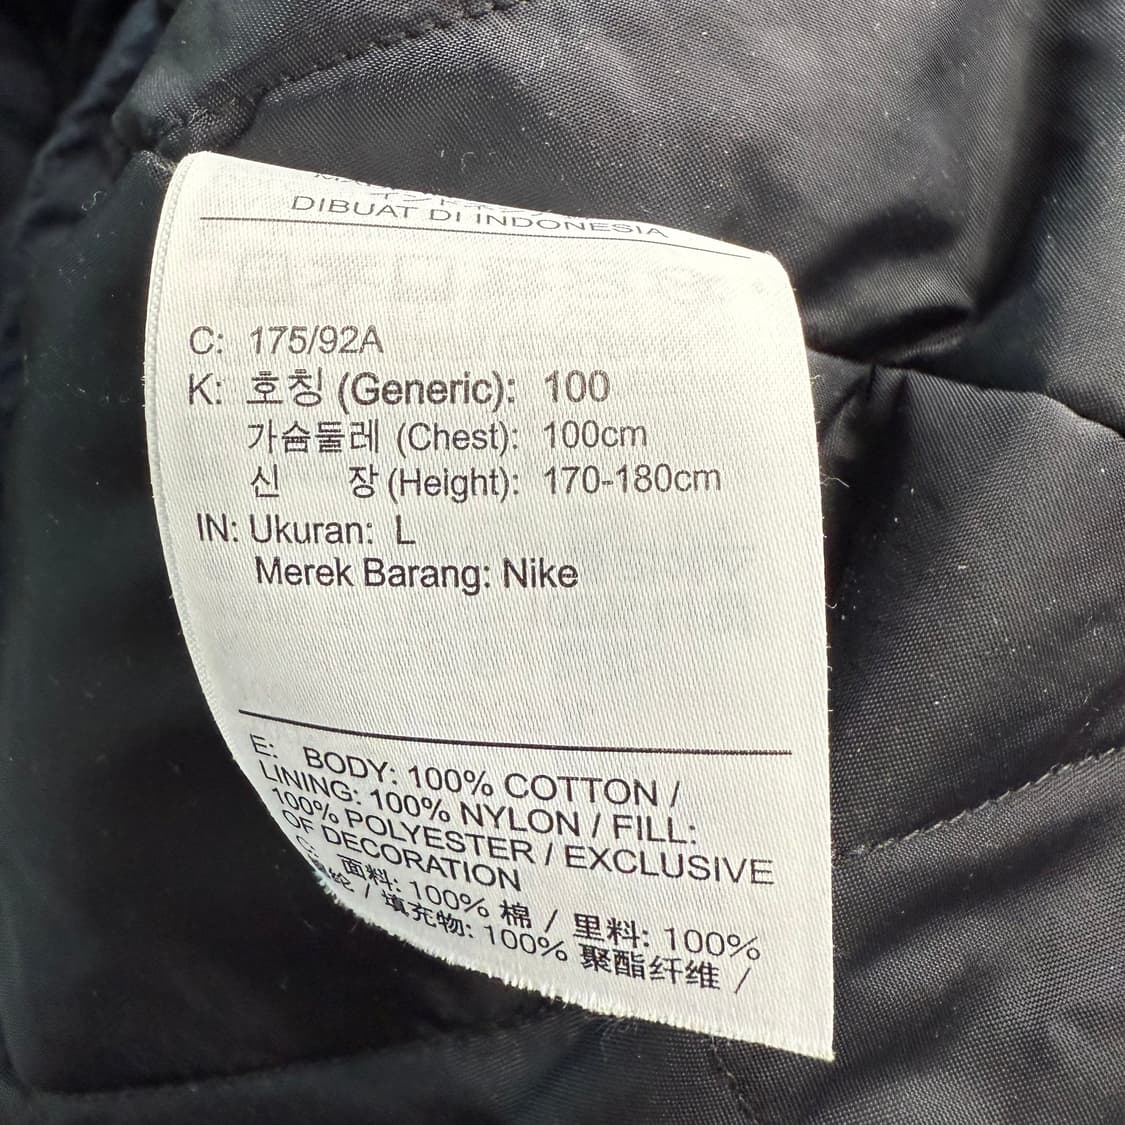 DIBUAT DI INDONESIA
C: 175/92A
K: 호칭 (Generic): 100
가슴둘레 (Chest): 100cm
신 장 (Height): 170-180cm
IN: Ukuran: L
Merek Barang: Nike
E: BODY: 100% COTTON /
LINING: 100% NYLON / FILL:
100% POLYESTER / EXCLUSIVE
OF DECORATION
C: 面料: 100% 棉 / 里料: 100%
纶 / 填充物: 100% 聚酯纤维 /